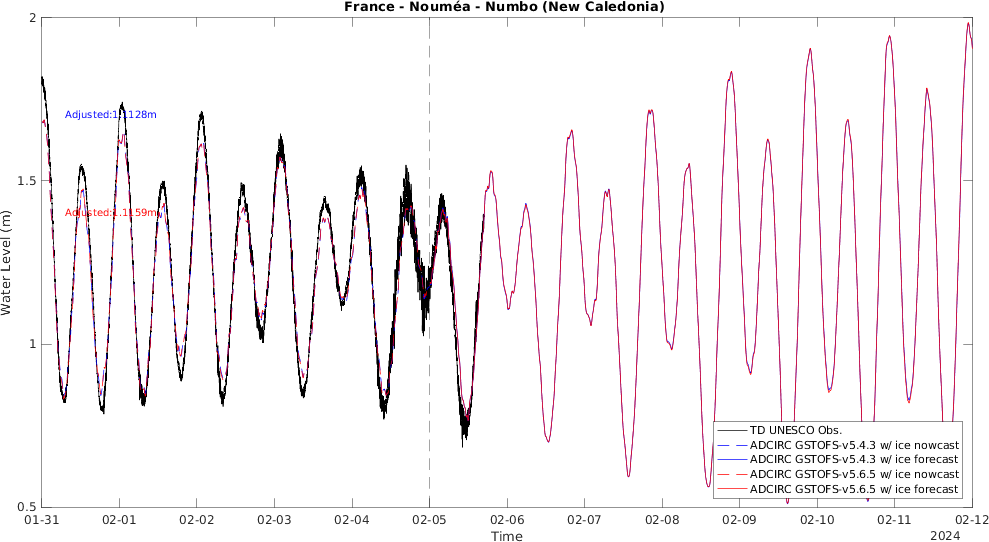 France - Nouméa - Numbo (New Caledonia)
2
1.5
1
0.5
Water Level (m)
Adjusted:1.1128m
Adjusted:1.1159m
TD UNESCO Obs.
ADCIRC GSTOFS-v5.4.3 w/ ice nowcast
ADCIRC GSTOFS-v5.4.3 w/ ice forecast
ADCIRC GSTOFS-v5.6.5 w/ ice nowcast
ADCIRC GSTOFS-v5.6.5 w/ ice forecast
01-31 02-01 02-02 02-03 02-04 02-05 02-06 02-07 02-08 02-09 02-10 02-11 02-12
Time
2024